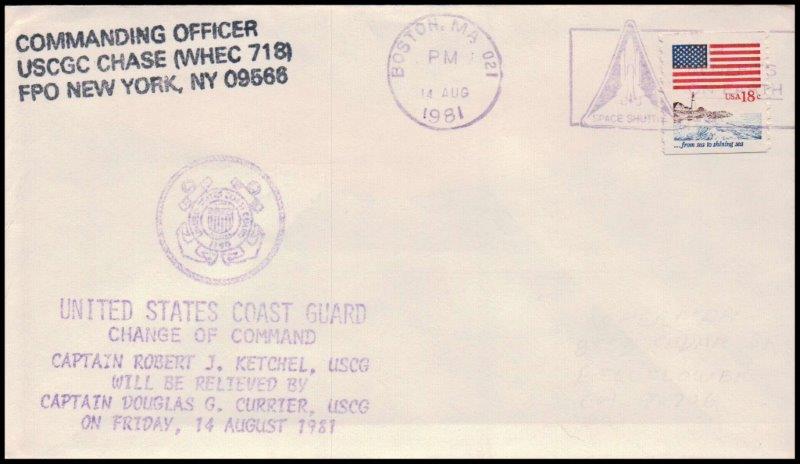 COMMANDING OFFICER
USCGC CHASE (WHEC 718)
FPO NEW YORK, NY 09566
BOSTON, MA 021
PM
14 AUG
1981
SPACE SHUTTLE
USA 18c
...from sea to shining sea
1790
UNITED STATES COAST GUARD
CHANGE OF COMMAND
CAPTAIN ROBERT J. KETCHEL, USCG
WILL BE RELIEVED BY
CAPTAIN DOUGLAS G. CURRIER, USCG
ON FRIDAY, 14 AUGUST 1981